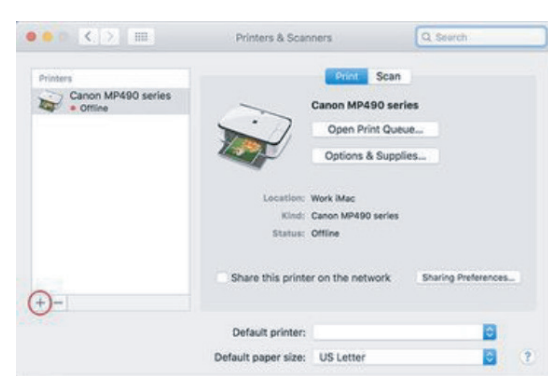 Printers & Scanners
Search
Printers
Canon MP490 series
Offline
Print Scan
Canon MP490 series
Open Print Queue...
Options & Supplies...
Location: Work iMac
Kind: Canon MP490 series
Status: Offline
Share this printer on the network Sharing Preferences...
+ −
Default printer:
Default paper size: US Letter ?